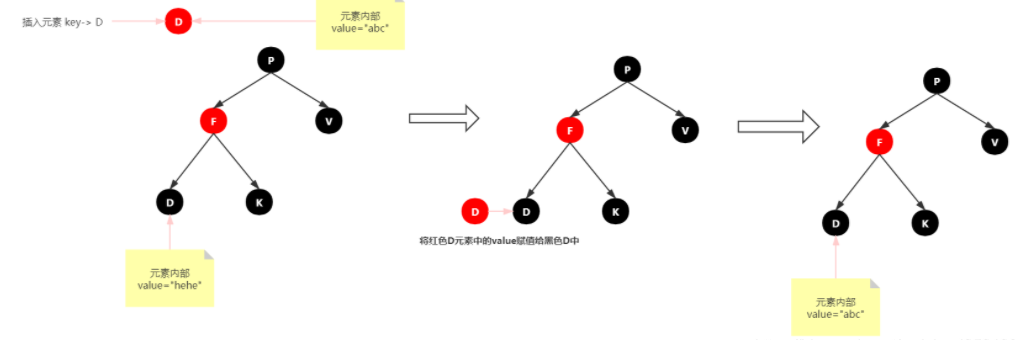 插入元素 key-> D
D
元素内部
value="abc"
P
F
V
D
K
元素内部
value="hehe"
P
F
V
D
D
K
将红色D元素中的value赋值给黑色D中
P
F
V
D
K
元素内部
value="abc"